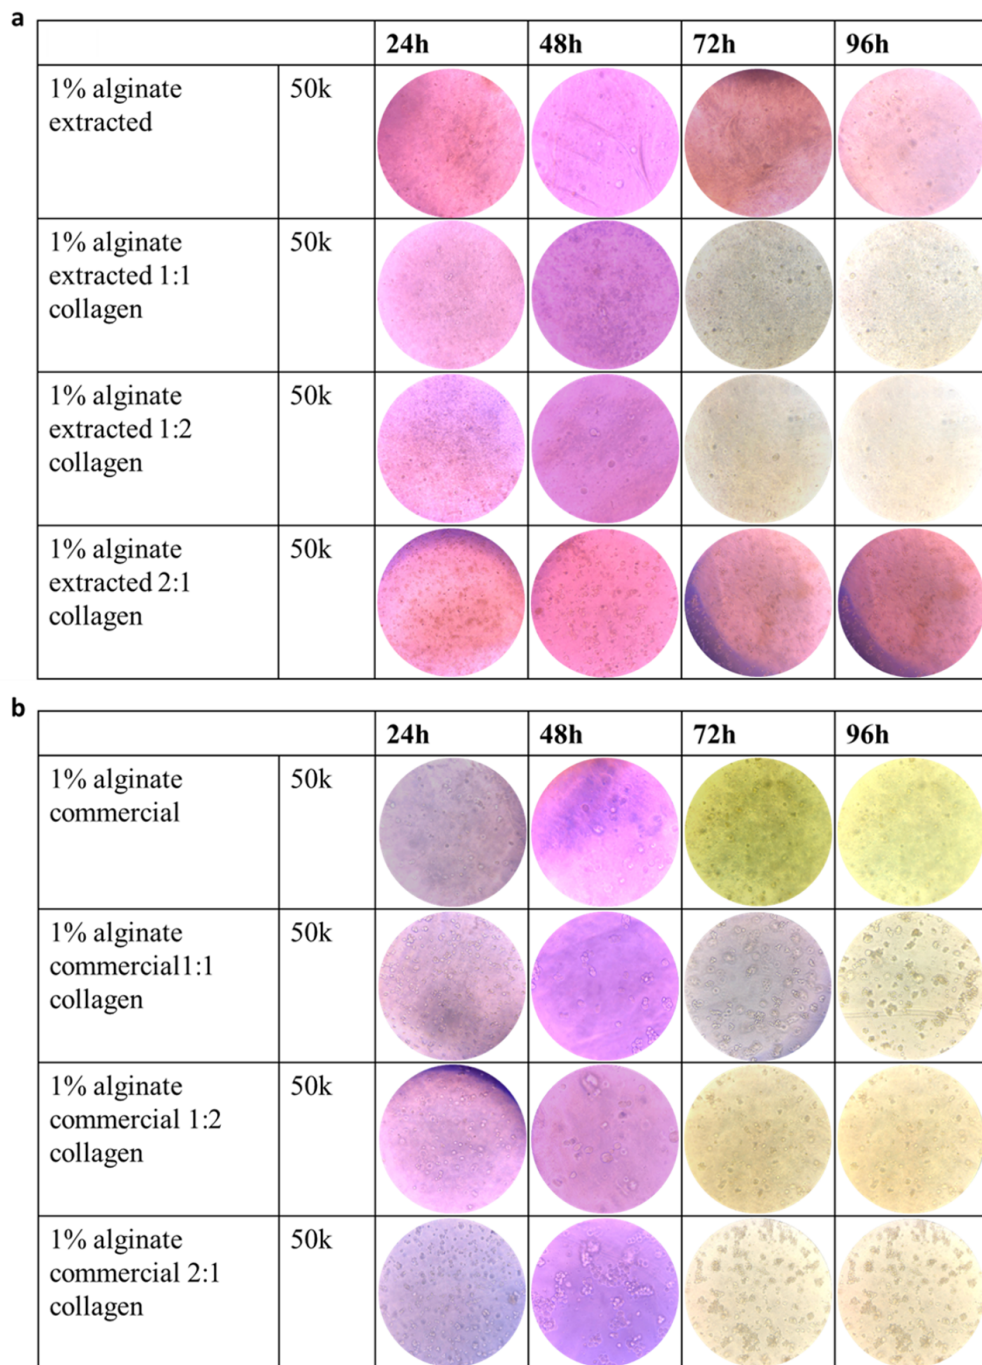 a
24h 48h 72h 96h
1% alginate 50k
extracted
1% alginate 50k
extracted 1:1
collagen
1% alginate 50k
extracted 1:2
collagen
1% alginate 50k
extracted 2:1
collagen
b
24h 48h 72h 96h
1% alginate 50k
commercial
1% alginate 50k
commercial1:1
collagen
1% alginate 50k
commercial 1:2
collagen
1% alginate 50k
commercial 2:1
collagen